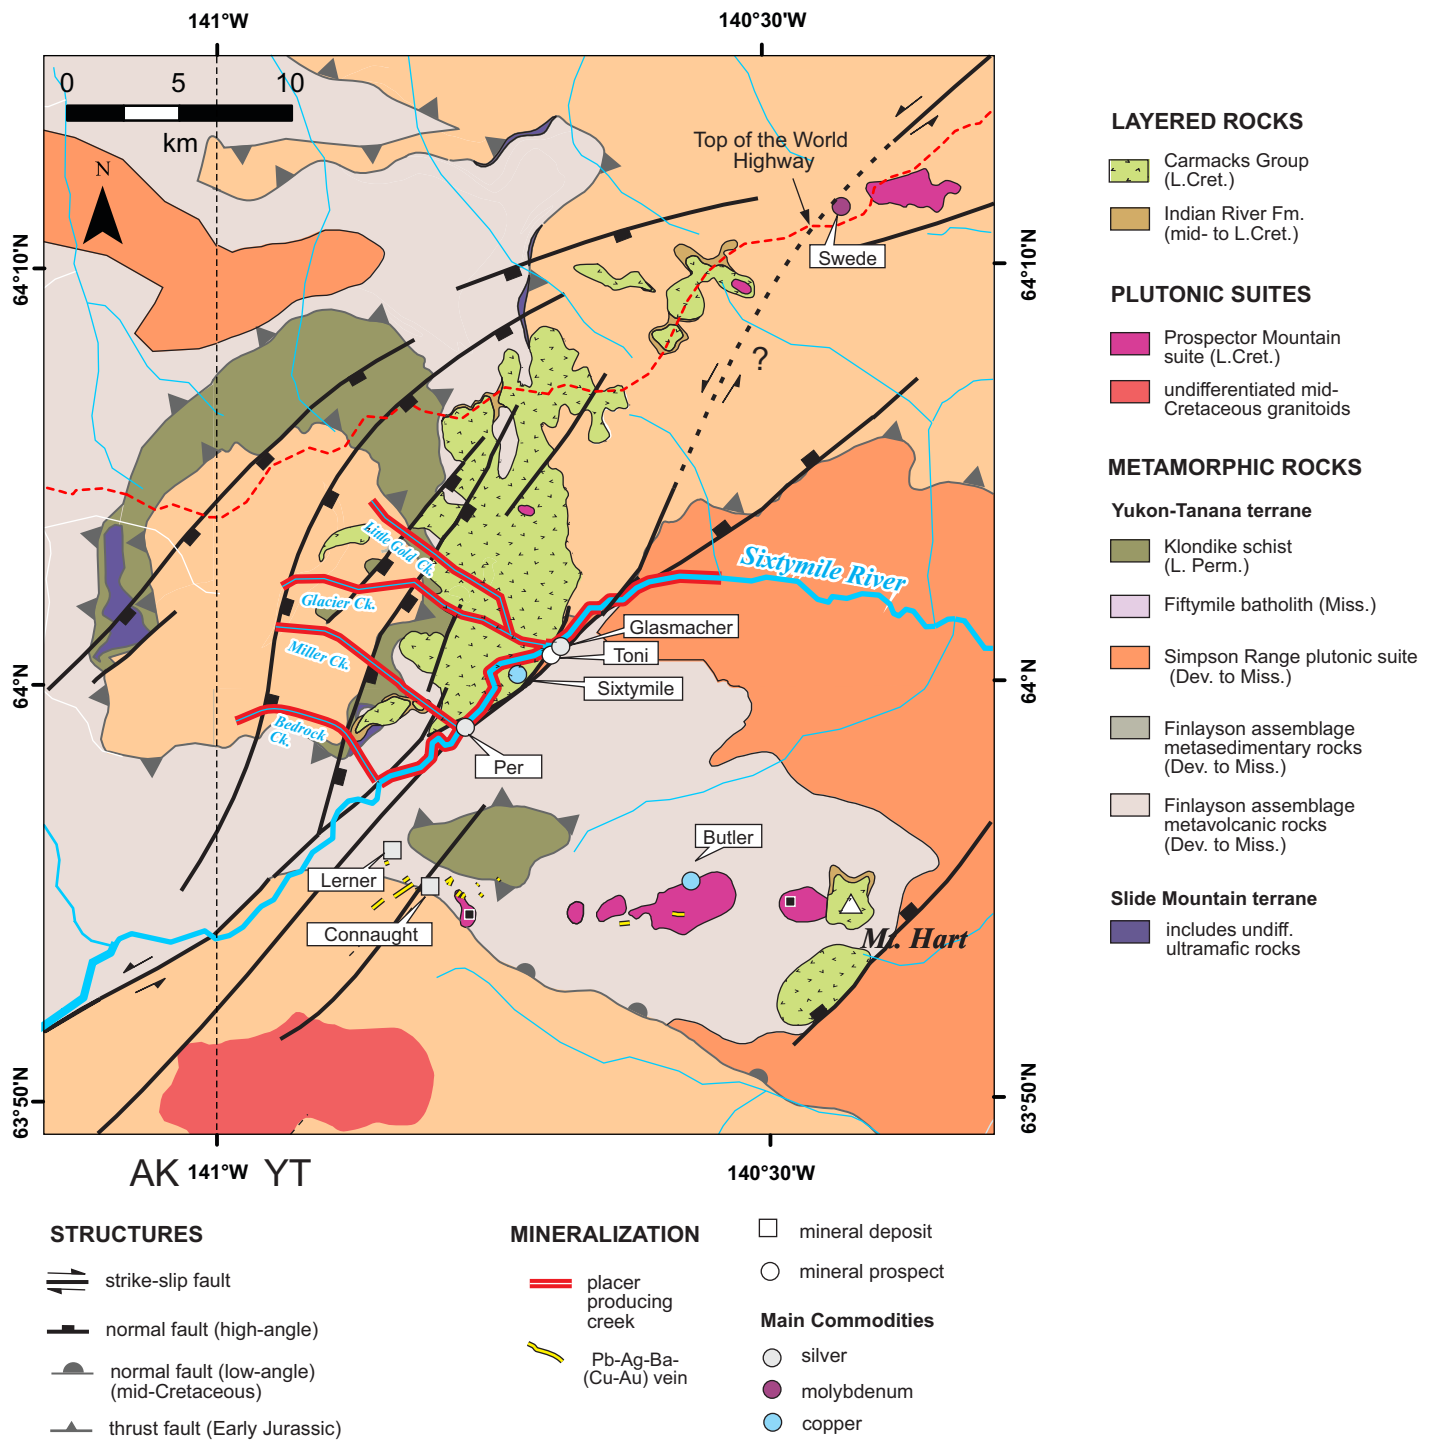 141°W
140°30'W
0 5 10
km
N
Top of the World
Highway
Swede
64°10'N
64°10'N
?
Little Gold Ck.
Glacier Ck.
Miller Ck.
Bedrock
Ck.
Sixtymile River
Glasmacher
Toni
Sixtymile
Per
64°N
64°N
Butler
Lerner
Connaught
Mt. Hart
63°50'N
63°50'N
AK 141°W YT
140°30'W
LAYERED ROCKS
Carmacks Group
(L.Cret.)
Indian River Fm.
(mid- to L.Cret.)
PLUTONIC SUITES
Prospector Mountain
suite (L.Cret.)
undifferentiated mid-
Cretaceous granitoids
METAMORPHIC ROCKS
Yukon-Tanana terrane
Klondike schist
(L. Perm.)
Fiftymile batholith (Miss.)
Simpson Range plutonic suite
(Dev. to Miss.)
Finlayson assemblage
metasedimentary rocks
(Dev. to Miss.)
Finlayson assemblage
metavolcanic rocks
(Dev. to Miss.)
Slide Mountain terrane
includes undiff.
ultramafic rocks
STRUCTURES
strike-slip fault
normal fault (high-angle)
normal fault (low-angle)
(mid-Cretaceous)
thrust fault (Early Jurassic)
MINERALIZATION
placer
producing
creek
Pb-Ag-Ba-
(Cu-Au) vein
mineral deposit
mineral prospect
Main Commodities
silver
molybdenum
copper